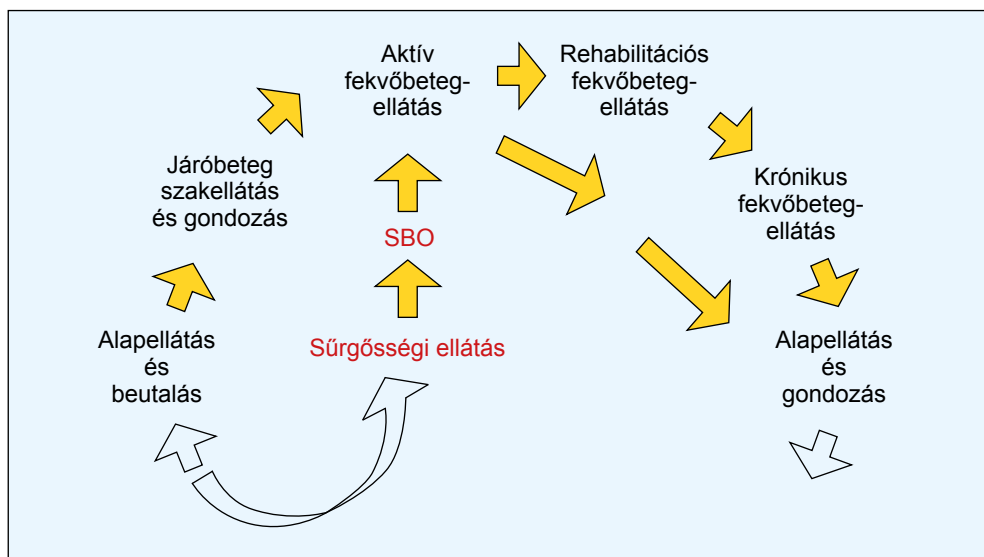 Aktív
fekvőbeteg-
ellátás
Rehabilitációs
fekvőbeteg-
ellátás
Járóbeteg
szakellátás
és gondozás
Krónikus
fekvőbeteg-
ellátás
SBO
Alapellátás
és
beutalás
Sűrgősségi ellátás
Alapellátás
és
gondozás